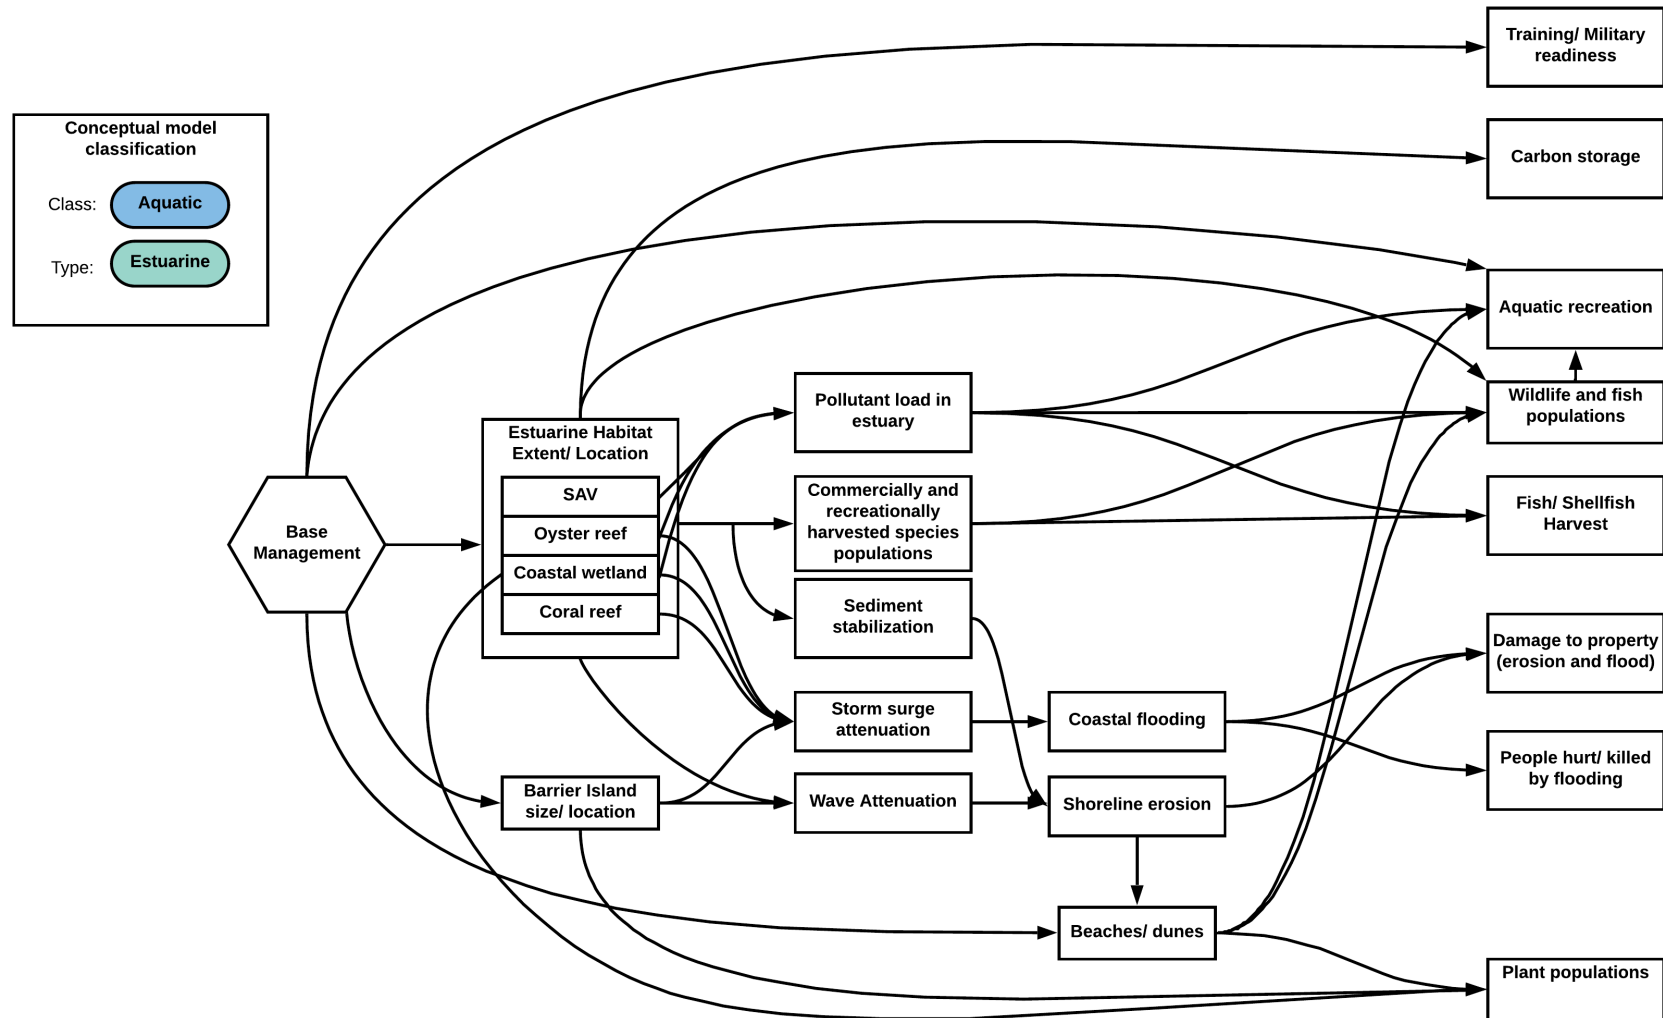 Training/ Military
readiness
Conceptual model
classification
Class:
Aquatic
Type:
Estuarine
Carbon storage
Aquatic recreation
Wildlife and fish
populations
Pollutant load in
estuary
Estuarine Habitat
Extent/ Location
SAV
Oyster reef
Coastal wetland
Coral reef
Base
Management
Commercially and
recreationally
harvested species
populations
Fish/ Shellfish
Harvest
Sediment
stabilization
Damage to property
(erosion and flood)
Storm surge
attenuation
Coastal flooding
People hurt/ killed
by flooding
Barrier Island
size/ location
Wave Attenuation
Shoreline erosion
Beaches/ dunes
Plant populations